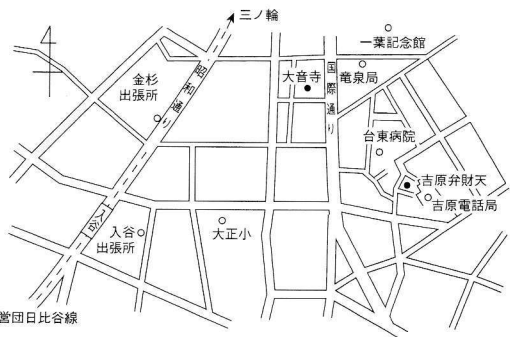 三ノ輪
一葉記念館
昭和通り
国際通り
大音寺
竜泉局
金杉
出張所
台東病院
吉原弁財天
吉原電話局
入谷
入谷
出張所
大正小
営団日比谷線